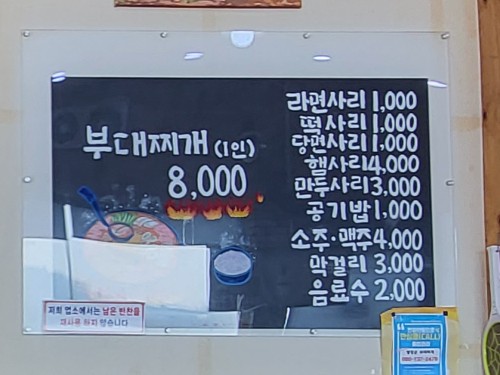 부대찌개 (1인)
8,000
라면사리 1,000
떡사리 1,000
당면사리 1,000
햄사리 4,000
만두사리 3,000
공기밥 1,000
소주·맥주 4,000
막걸리 3,000
음료수 2,000
저희 업소에서는 남은 반찬을
재사용 하지 않습니다